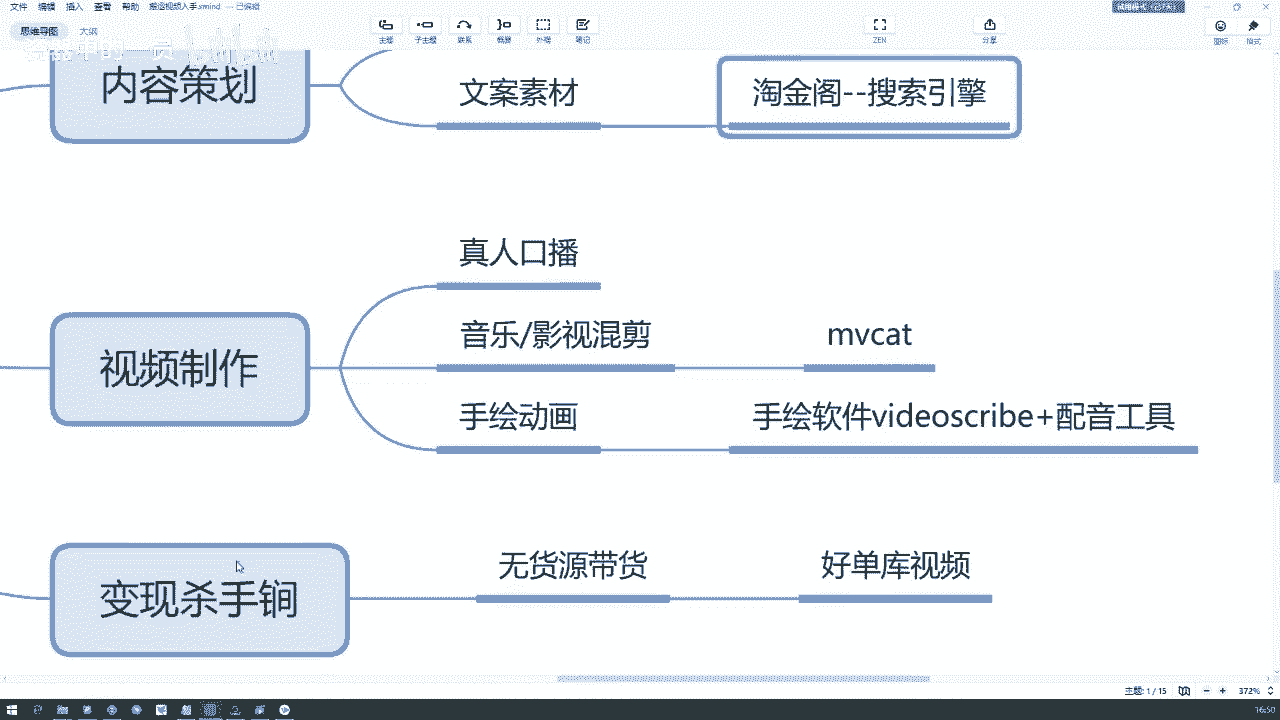 文件 编辑 插入 查看 帮助 搬运视频入手.xmind — 已编辑
思维导图 大纲
主题 子主题 联系 概要 外框 笔记 ZEN 分享 图标 格式
内容策划
文案素材
淘金阁--搜索引擎
视频制作
真人口播
音乐/影视混剪
mvcat
手绘动画
手绘软件videoscribe+配音工具
变现杀手锏
无货源带货
好单库视频
主题: 1 / 15 372%
16:50